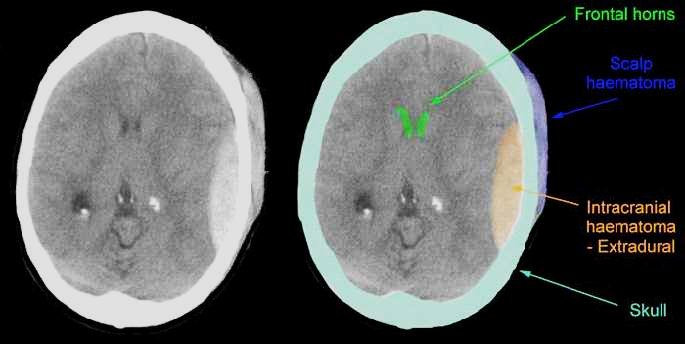 Frontal horns
Scalp
haematoma
Intracranial
haematoma
- Extradural
Skull